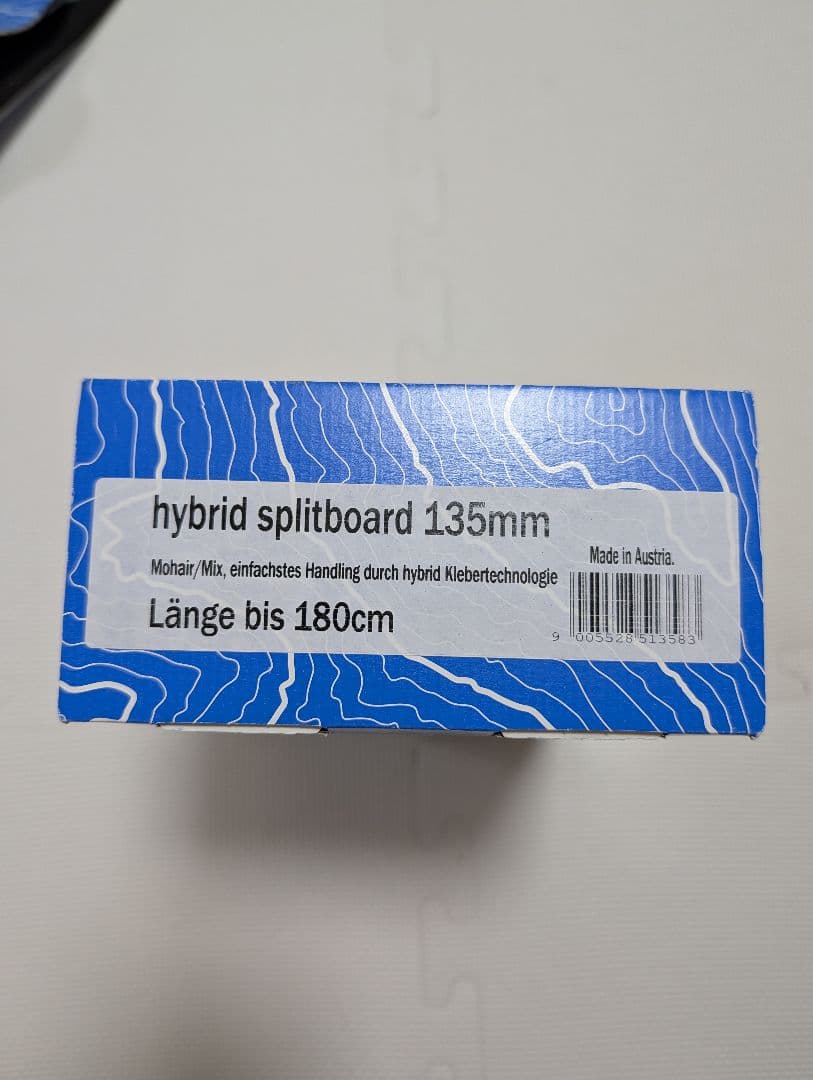 hybrid splitboard 135mm
Mohair/Mix, einfachstes Handling durch hybrid Klebertechnologie
Länge bis 180cm
Made in Austria.
9 005528 513583